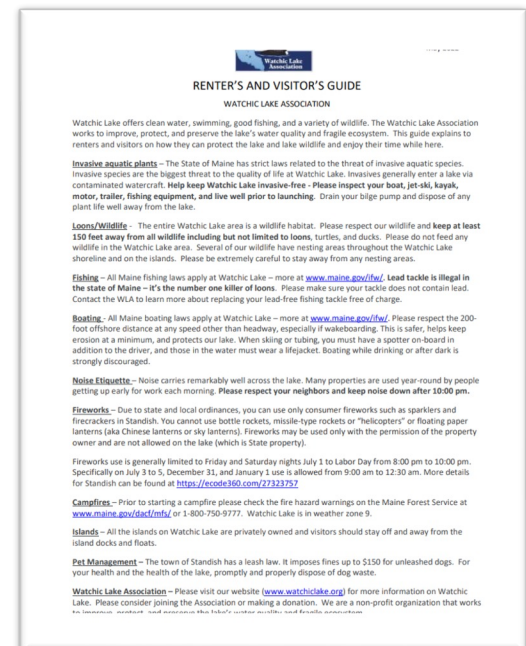 Watchic Lake
Association
RENTER'S AND VISITOR'S GUIDE
WATCHIC LAKE ASSOCIATION
Watchic Lake offers clean water, swimming, good fishing, and a variety of wildlife. The Watchic Lake Association
works to improve, protect, and preserve the lake's water quality and fragile ecosystem. This guide explains to
renters and visitors on how they can protect the lake and lake wildlife and enjoy their time while here.
Invasive aquatic plants – The State of Maine has strict laws related to the threat of invasive aquatic species.
Invasive species are the biggest threat to the quality of life at Watchic Lake. Invasives generally enter a lake via
contaminated watercraft. Help keep Watchic Lake invasive-free - Please inspect your boat, jet-ski, kayak,
motor, trailer, fishing equipment, and live well prior to launching. Drain your bilge pump and dispose of any
plant life well away from the lake.
Loons/Wildlife - The entire Watchic Lake area is a wildlife habitat. Please respect our wildlife and keep at least
150 feet away from all wildlife including but not limited to loons, turtles, and ducks. Please do not feed any
wildlife in the Watchic Lake area. Several of our wildlife have nesting areas throughout the Watchic Lake
shoreline and on the islands. Please be extremely careful to stay away from any nesting areas.
Fishing – All Maine fishing laws apply at Watchic Lake – more at www.maine.gov/ifw/. Lead tackle is illegal in
the state of Maine – it's the number one killer of loons. Please make sure your tackle does not contain lead.
Contact the WLA to learn more about replacing your lead-free fishing tackle free of charge.
Boating - All Maine boating laws apply at Watchic Lake – more at www.maine.gov/ifw/. Please respect the 200-
foot offshore distance at any speed other than headway, especially if wakeboarding. This is safer, helps keep
erosion at a minimum, and protects our lake. When skiing or tubing, you must have a spotter on-board in
addition to the driver, and those in the water must wear a lifejacket. Boating while drinking or after dark is
strongly discouraged.
Noise Etiquette – Noise carries remarkably well across the lake. Many properties are used year-round by people
getting up early for work each morning. Please respect your neighbors and keep noise down after 10:00 pm.
Fireworks – Due to state and local ordinances, you can use only consumer fireworks such as sparklers and
firecrackers in Standish. You cannot use bottle rockets, missile-type rockets or "helicopters" or floating paper
lanterns (aka Chinese lanterns or sky lanterns). Fireworks may be used only with the permission of the property
owner and are not allowed on the lake (which is State property).
Fireworks use is generally limited to Friday and Saturday nights July 1 to Labor Day from 8:00 pm to 10:00 pm.
Specifically on July 3 to 5, December 31, and January 1 use is allowed from 9:00 am to 12:30 am. More details
for Standish can be found at https://ecode360.com/27323757
Campfires – Prior to starting a campfire please check the fire hazard warnings on the Maine Forest Service at
www.maine.gov/dacf/mfs/ or 1-800-750-9777. Watchic Lake is in weather zone 9.
Islands – All the islands on Watchic Lake are privately owned and visitors should stay off and away from the
island docks and floats.
Pet Management – The town of Standish has a leash law. It imposes fines up to $150 for unleashed dogs. For
your health and the health of the lake, promptly and properly dispose of dog waste.
Watchic Lake Association – Please visit our website (www.watchiclake.org) for more information on Watchic
Lake. Please consider joining the Association or making a donation. We are a non-profit organization that works
to improve, protect, and preserve the lake's water quality and fragile ecosystem